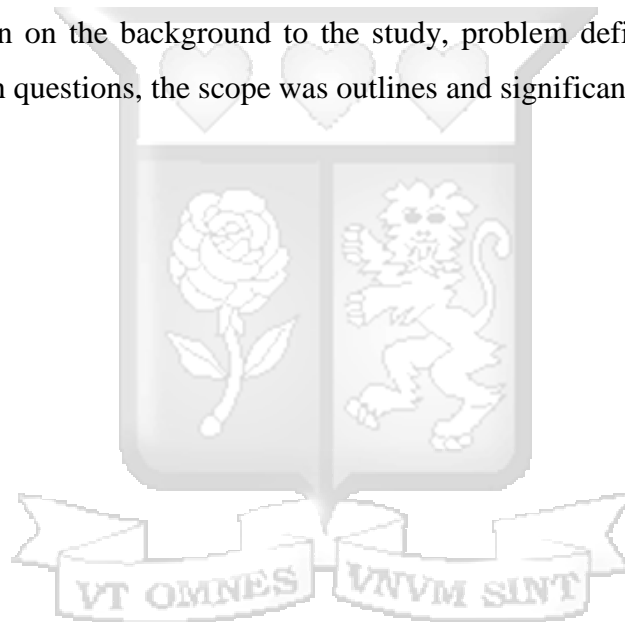 n on the background to the study, problem defi
n questions, the scope was outlines and significan
VT OMNES VNVM SINT